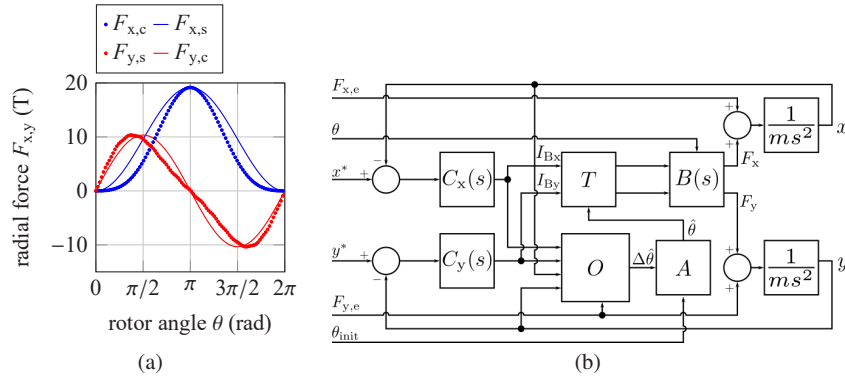 F_x,c F_x,s
F_y,s F_y,c
radial force F_x,y (T)
20
10
0
−10
0 π/2 π 3π/2 2π
rotor angle θ (rad)
(a)
F_x,e
θ
x*
y*
F_y,e
θ_init
−
+
+
−
C_x(s)
C_y(s)
I_Bx
I_By
T
O
Δθ̂
A
θ̂
B(s)
F_x
F_y
+
+
+
+
1/ms²
1/ms²
x
y
(b)